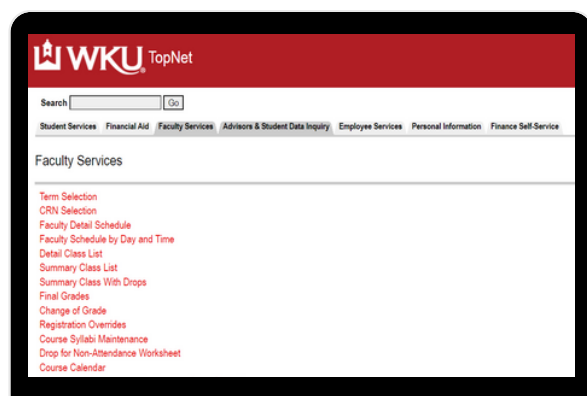 WKU® TopNet
Search Go
Student Services Financial Aid Faculty Services Advisors & Student Data Inquiry Employee Services Personal Information Finance Self-Service
Faculty Services
Term Selection
CRN Selection
Faculty Detail Schedule
Faculty Schedule by Day and Time
Detail Class List
Summary Class List
Summary Class With Drops
Final Grades
Change of Grade
Registration Overrides
Course Syllabi Maintenance
Drop for Non-Attendance Worksheet
Course Calendar